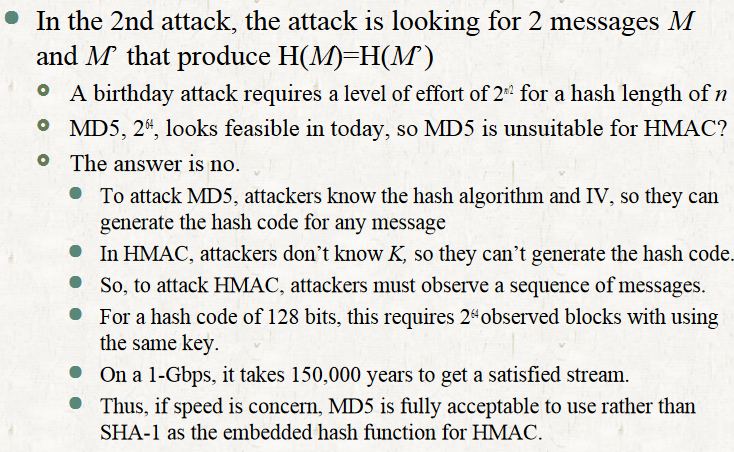 In the 2nd attack, the attack is looking for 2 messages M
and M’ that produce H(M)=H(M’)
A birthday attack requires a level of effort of 2^n/2 for a hash length of n
MD5, 2^64, looks feasible in today, so MD5 is unsuitable for HMAC?
The answer is no.
To attack MD5, attackers know the hash algorithm and IV, so they can
generate the hash code for any message
In HMAC, attackers don’t know K, so they can’t generate the hash code.
So, to attack HMAC, attackers must observe a sequence of messages.
For a hash code of 128 bits, this requires 2^64 observed blocks with using
the same key.
On a 1-Gbps, it takes 150,000 years to get a satisfied stream.
Thus, if speed is concern, MD5 is fully acceptable to use rather than
SHA-1 as the embedded hash function for HMAC.